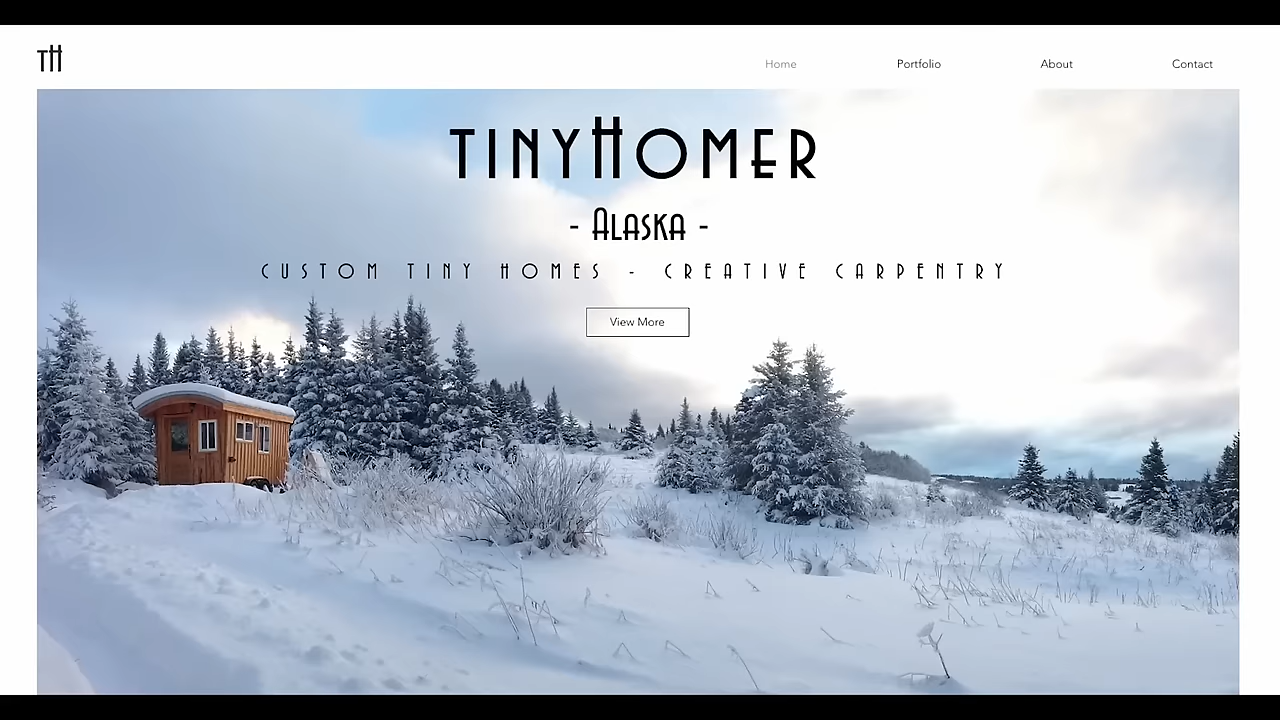 TH
Home Portfolio About Contact
TINYHOMER
- ALASKA -
CUSTOM TINY HOMES - CREATIVE CARPENTRY
View More